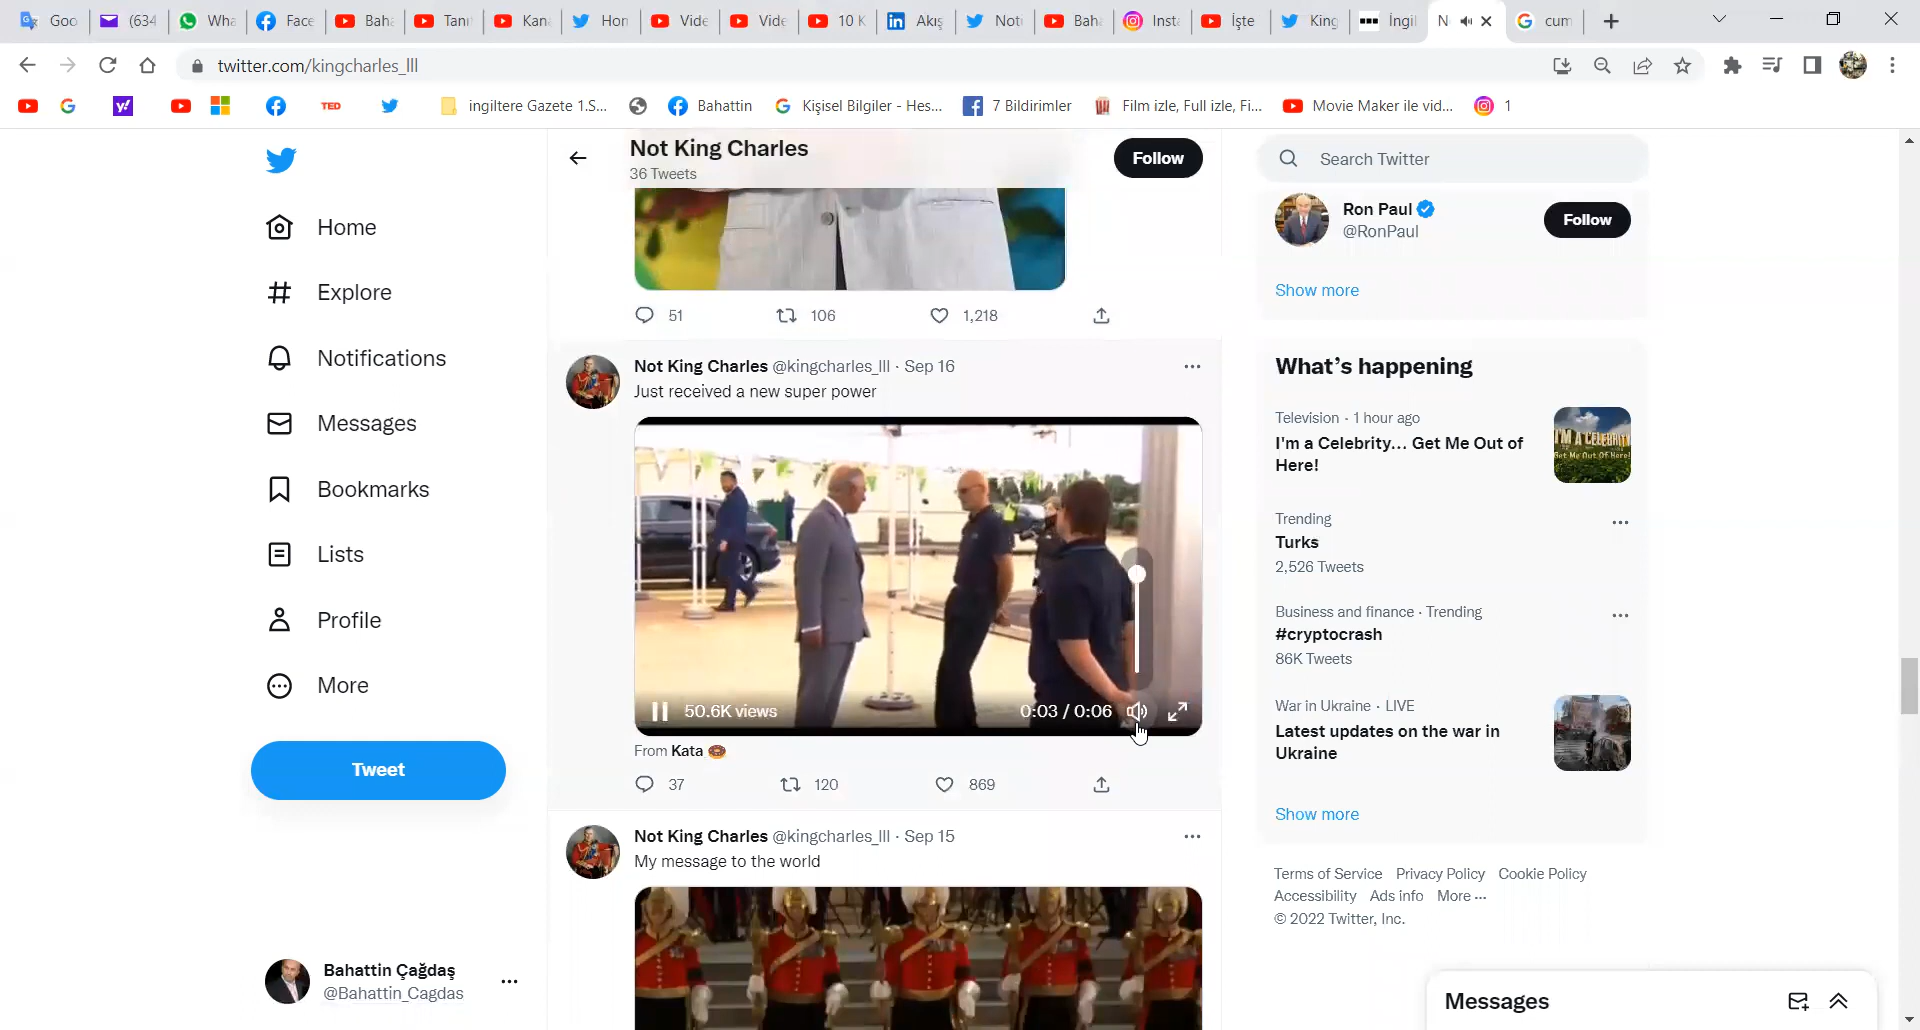 Goo
(634
Wha
Face
Bah
Tanı
Kan
Hon
Vide
Vide
10 K
Akış
Not
Bah
Insta
İşte
King
İngil
N
cum
twitter.com/kingcharles_lll
TED
ingiltere Gazete 1.S...
Bahattin
Kişisel Bilgiler - Hes...
7 Bildirimler
Film izle, Full izle, Fi...
Movie Maker ile vid...
1
Home
Explore
Notifications
Messages
Bookmarks
Lists
Profile
More
Tweet
Bahattin Çağdaş
@Bahattin_Cagdas
Not King Charles
36 Tweets
Follow
51
106
1,218
Not King Charles @kingcharles_lll · Sep 16
Just received a new super power
50.6K views
0:03 / 0:06
From Kata
37
120
869
Not King Charles @kingcharles_lll · Sep 15
My message to the world
Search Twitter
Ron Paul
@RonPaul
Follow
Show more
What's happening
Television · 1 hour ago
I'm a Celebrity... Get Me Out of
Here!
I'M A CELEBRITY
Get Me Out Of Here!
Trending
Turks
2,526 Tweets
Business and finance · Trending
#cryptocrash
86K Tweets
War in Ukraine · LIVE
Latest updates on the war in
Ukraine
Show more
Terms of Service Privacy Policy Cookie Policy
Accessibility Ads info More ···
© 2022 Twitter, Inc.
Messages